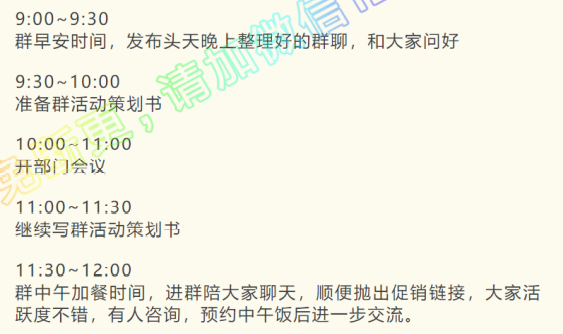 9:00~9:30
群早安时间，发布头天晚上整理好的群聊，和大家问好
9:30~10:00
准备群活动策划书
10:00~11:00
开部门会议
11:00~11:30
继续写群活动策划书
11:30~12:00
群中午加餐时间，进群陪大家聊天，顺便抛出促销链接，大家活
跃度不错，有人咨询，预约中午饭后进一步交流。
更，请加微信